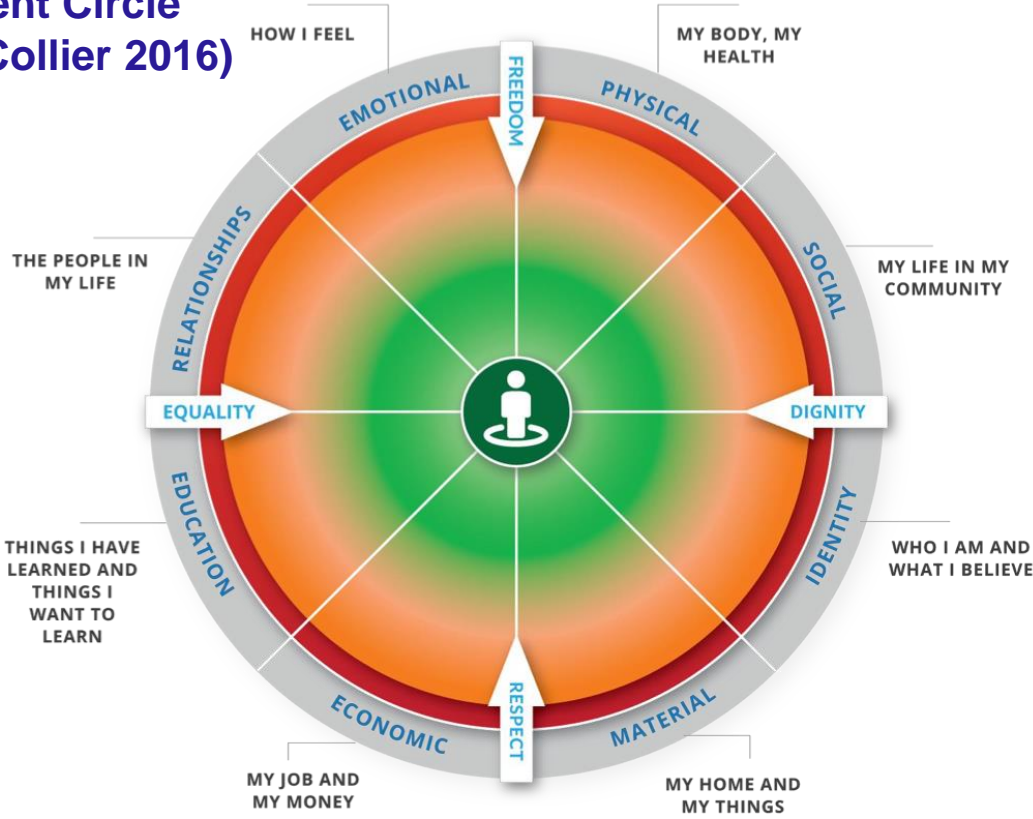 ent Circle
Collier 2016)
HOW I FEEL
MY BODY, MY
HEALTH
EMOTIONAL
FREEDOM
PHYSICAL
RELATIONSHIPS
SOCIAL
THE PEOPLE IN
MY LIFE
MY LIFE IN MY
COMMUNITY
EQUALITY
DIGNITY
EDUCATION
IDENTITY
THINGS I HAVE
LEARNED AND
THINGS I
WANT TO
LEARN
WHO I AM AND
WHAT I BELIEVE
ECONOMIC
RESPECT
MATERIAL
MY JOB AND
MY MONEY
MY HOME AND
MY THINGS